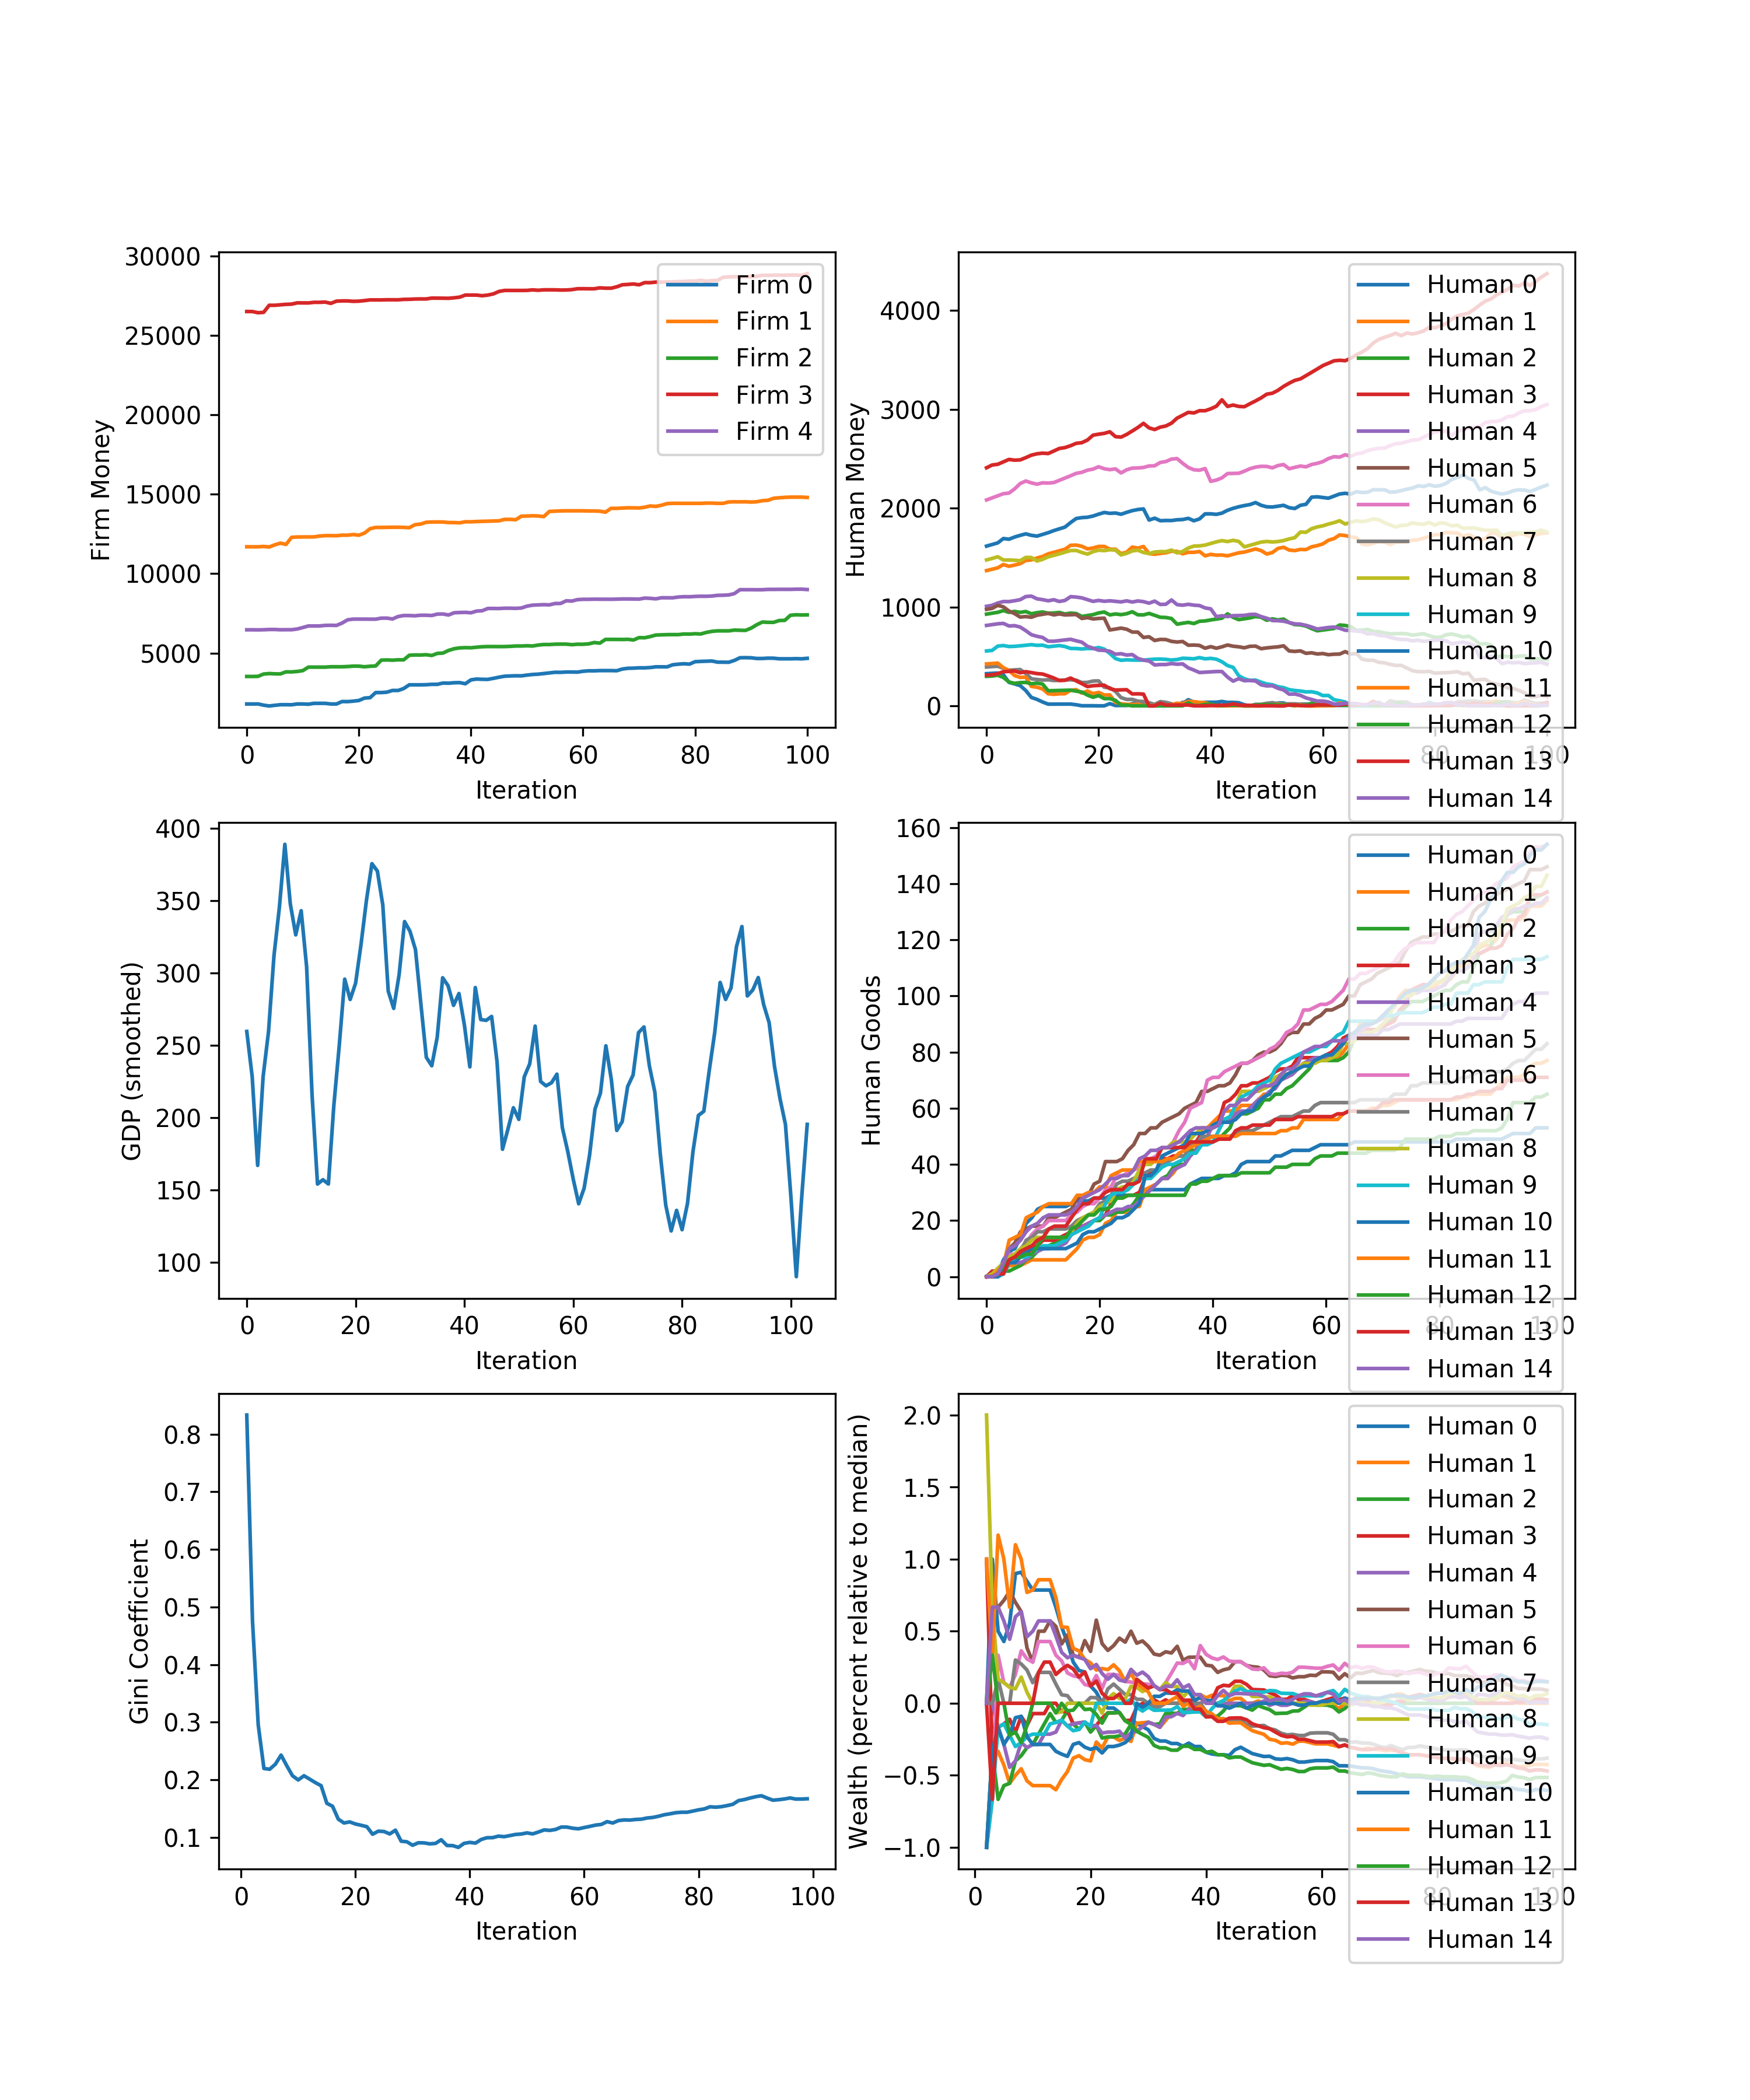 30000
25000
20000
15000
10000
5000
Firm Money
0 20 40 60 80 100
Iteration
Firm 0
Firm 1
Firm 2
Firm 3
Firm 4
4000
3000
2000
1000
0
Human Money
0 20 40 60 80 100
Iteration
Human 0
Human 1
Human 2
Human 3
Human 4
Human 5
Human 6
Human 7
Human 8
Human 9
Human 10
Human 11
Human 12
Human 13
Human 14
400
350
300
250
200
150
100
GDP (smoothed)
0 20 40 60 80 100
Iteration
160
140
120
100
80
60
40
20
0
Human Goods
0 20 40 60 80 100
Iteration
Human 0
Human 1
Human 2
Human 3
Human 4
Human 5
Human 6
Human 7
Human 8
Human 9
Human 10
Human 11
Human 12
Human 13
Human 14
0.8
0.7
0.6
0.5
0.4
0.3
0.2
0.1
Gini Coefficient
0 20 40 60 80 100
Iteration
2.0
1.5
1.0
0.5
0.0
−0.5
−1.0
Wealth (percent relative to median)
0 20 40 60 80 100
Iteration
Human 0
Human 1
Human 2
Human 3
Human 4
Human 5
Human 6
Human 7
Human 8
Human 9
Human 10
Human 11
Human 12
Human 13
Human 14